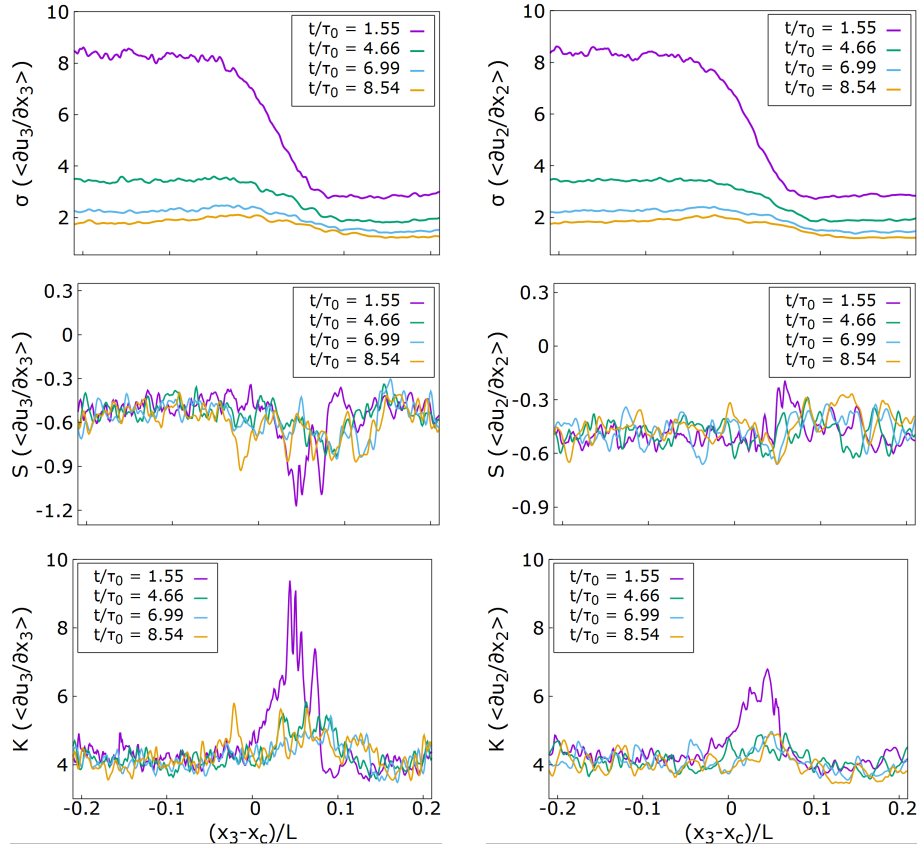 10
8
6
4
2
σ ( <∂u₃/∂x₃> )
t/τ₀ = 1.55
t/τ₀ = 4.66
t/τ₀ = 6.99
t/τ₀ = 8.54
10
8
6
4
2
σ ( <∂u₂/∂x₂> )
t/τ₀ = 1.55
t/τ₀ = 4.66
t/τ₀ = 6.99
t/τ₀ = 8.54
0.3
0
-0.3
-0.6
-0.9
-1.2
S ( <∂u₃/∂x₃> )
t/τ₀ = 1.55
t/τ₀ = 4.66
t/τ₀ = 6.99
t/τ₀ = 8.54
0.3
0
-0.3
-0.6
-0.9
S ( <∂u₂/∂x₂> )
t/τ₀ = 1.55
t/τ₀ = 4.66
t/τ₀ = 6.99
t/τ₀ = 8.54
10
8
6
4
K ( <∂u₃/∂x₃> )
t/τ₀ = 1.55
t/τ₀ = 4.66
t/τ₀ = 6.99
t/τ₀ = 8.54
-0.2 -0.1 0 0.1 0.2
(x₃-x_c)/L
10
8
6
4
K ( <∂u₂/∂x₂> )
t/τ₀ = 1.55
t/τ₀ = 4.66
t/τ₀ = 6.99
t/τ₀ = 8.54
-0.2 -0.1 0 0.1 0.2
(x₃-x_c)/L